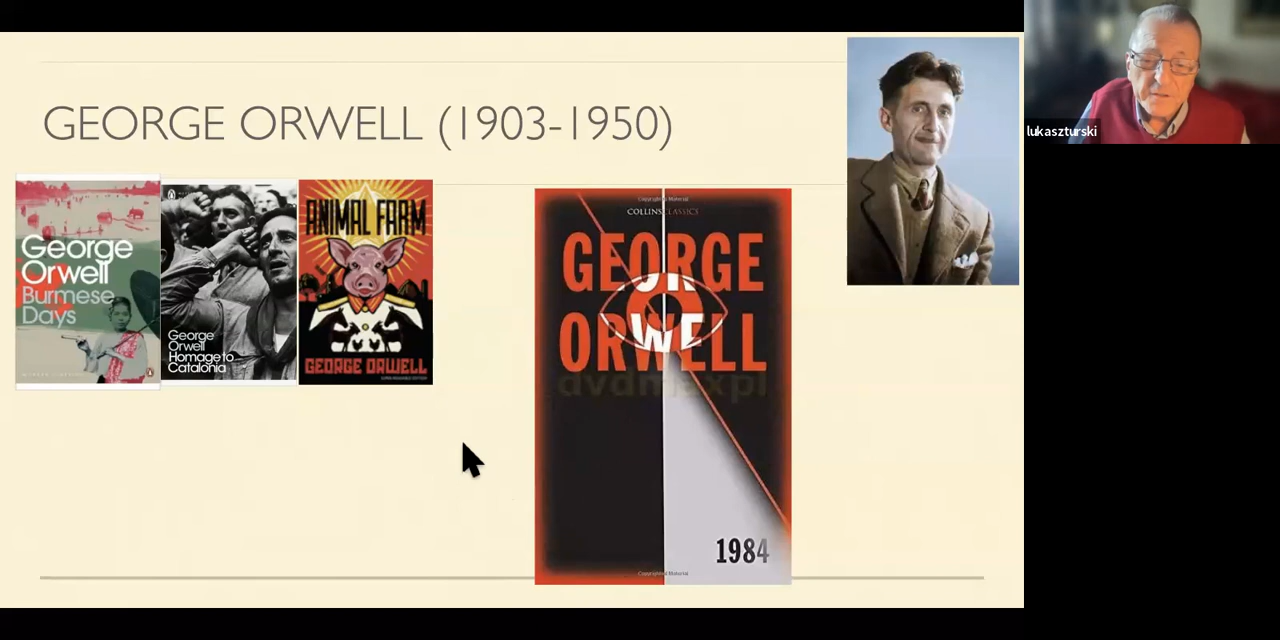 GEORGE ORWELL (1903-1950)
George
Orwell
Burmese
Days
George
Orwell
Homage to
Catalonia
ANIMAL FARM
GEORGE ORWELL
COLLINS CLASSICS
GEORGE
ORWELL
dvdmaxpl
1984
lukaszturski